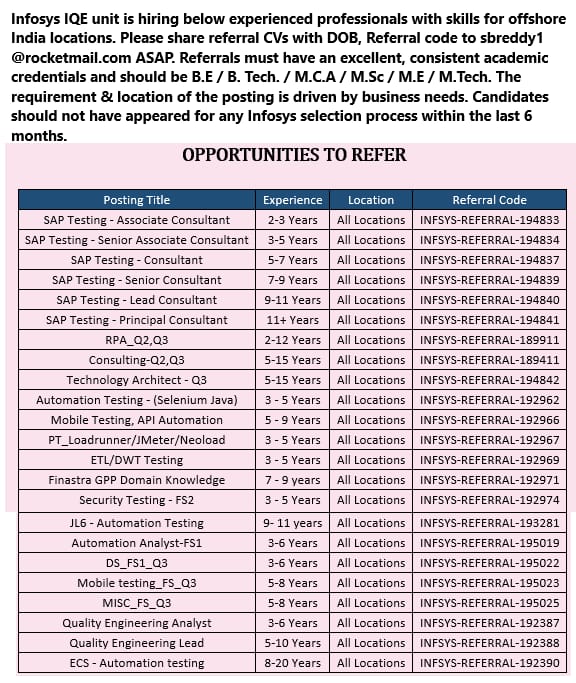 Infosys IQE unit is hiring below experienced professionals with skills for offshore
India locations. Please share referral CVs with DOB, Referral code to sbreddy1
@rocketmail.com ASAP. Referrals must have an excellent, consistent academic
credentials and should be B.E / B. Tech. / M.C.A / M.Sc / M.E / M.Tech. The
requirement & location of the posting is driven by business needs. Candidates
should not have appeared for any Infosys selection process within the last 6
months.
OPPORTUNITIES TO REFER
Posting Title Experience Location Referral Code
SAP Testing - Associate Consultant 2-3 Years All Locations INFSYS-REFERRAL-194833
SAP Testing - Senior Associate Consultant 3-5 Years All Locations INFSYS-REFERRAL-194834
SAP Testing - Consultant 5-7 Years All Locations INFSYS-REFERRAL-194837
SAP Testing - Senior Consultant 7-9 Years All Locations INFSYS-REFERRAL-194839
SAP Testing - Lead Consultant 9-11 Years All Locations INFSYS-REFERRAL-194840
SAP Testing - Principal Consultant 11+ Years All Locations INFSYS-REFERRAL-194841
RPA_Q2,Q3 2-12 Years All Locations INFSYS-REFERRAL-189911
Consulting-Q2,Q3 5-15 Years All Locations INFSYS-REFERRAL-189411
Technology Architect - Q3 5-15 Years All Locations INFSYS-REFERRAL-194842
Automation Testing - (Selenium Java) 3 - 5 Years All Locations INFSYS-REFERRAL-192962
Mobile Testing, API Automation 5 - 9 Years All Locations INFSYS-REFERRAL-192966
PT_Loadrunner/JMeter/Neoload 3 - 5 Years All Locations INFSYS-REFERRAL-192967
ETL/DWT Testing 3 - 5 Years All Locations INFSYS-REFERRAL-192969
Finastra GPP Domain Knowledge 7 - 9 years All Locations INFSYS-REFERRAL-192971
Security Testing - FS2 3 - 5 Years All Locations INFSYS-REFERRAL-192974
JL6 - Automation Testing 9- 11 years All Locations INFSYS-REFERRAL-193281
Automation Analyst-FS1 3-6 Years All Locations INFSYS-REFERRAL-195019
DS_FS1_Q3 3-6 Years All Locations INFSYS-REFERRAL-195022
Mobile testing_FS_Q3 5-8 Years All Locations INFSYS-REFERRAL-195023
MISC_FS_Q3 5-8 Years All Locations INFSYS-REFERRAL-195025
Quality Engineering Analyst 3-6 Years All Locations INFSYS-REFERRAL-192387
Quality Engineering Lead 5-10 Years All Locations INFSYS-REFERRAL-192388
ECS - Automation testing 8-20 Years All Locations INFSYS-REFERRAL-192390